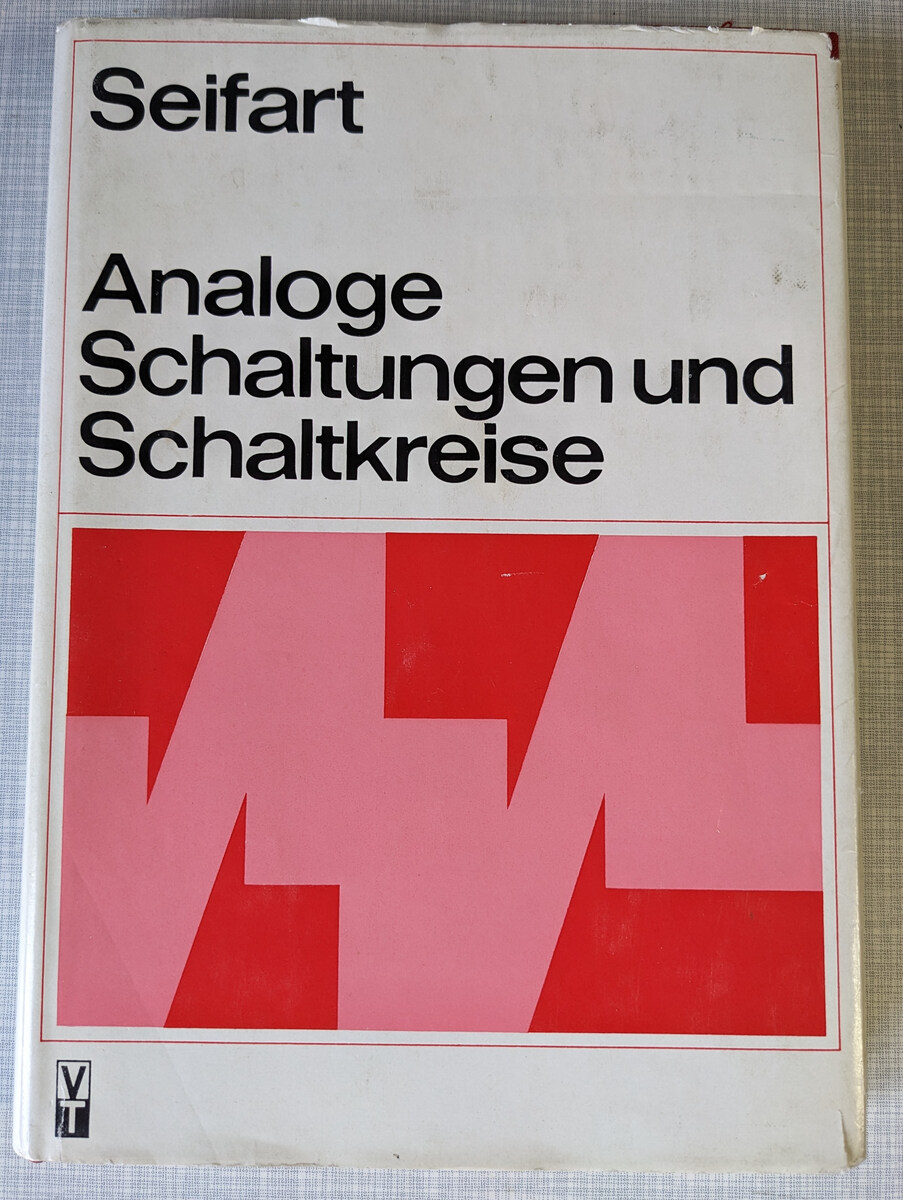 Seifart
Analoge
Schaltungen und
Schaltkreise
V
T